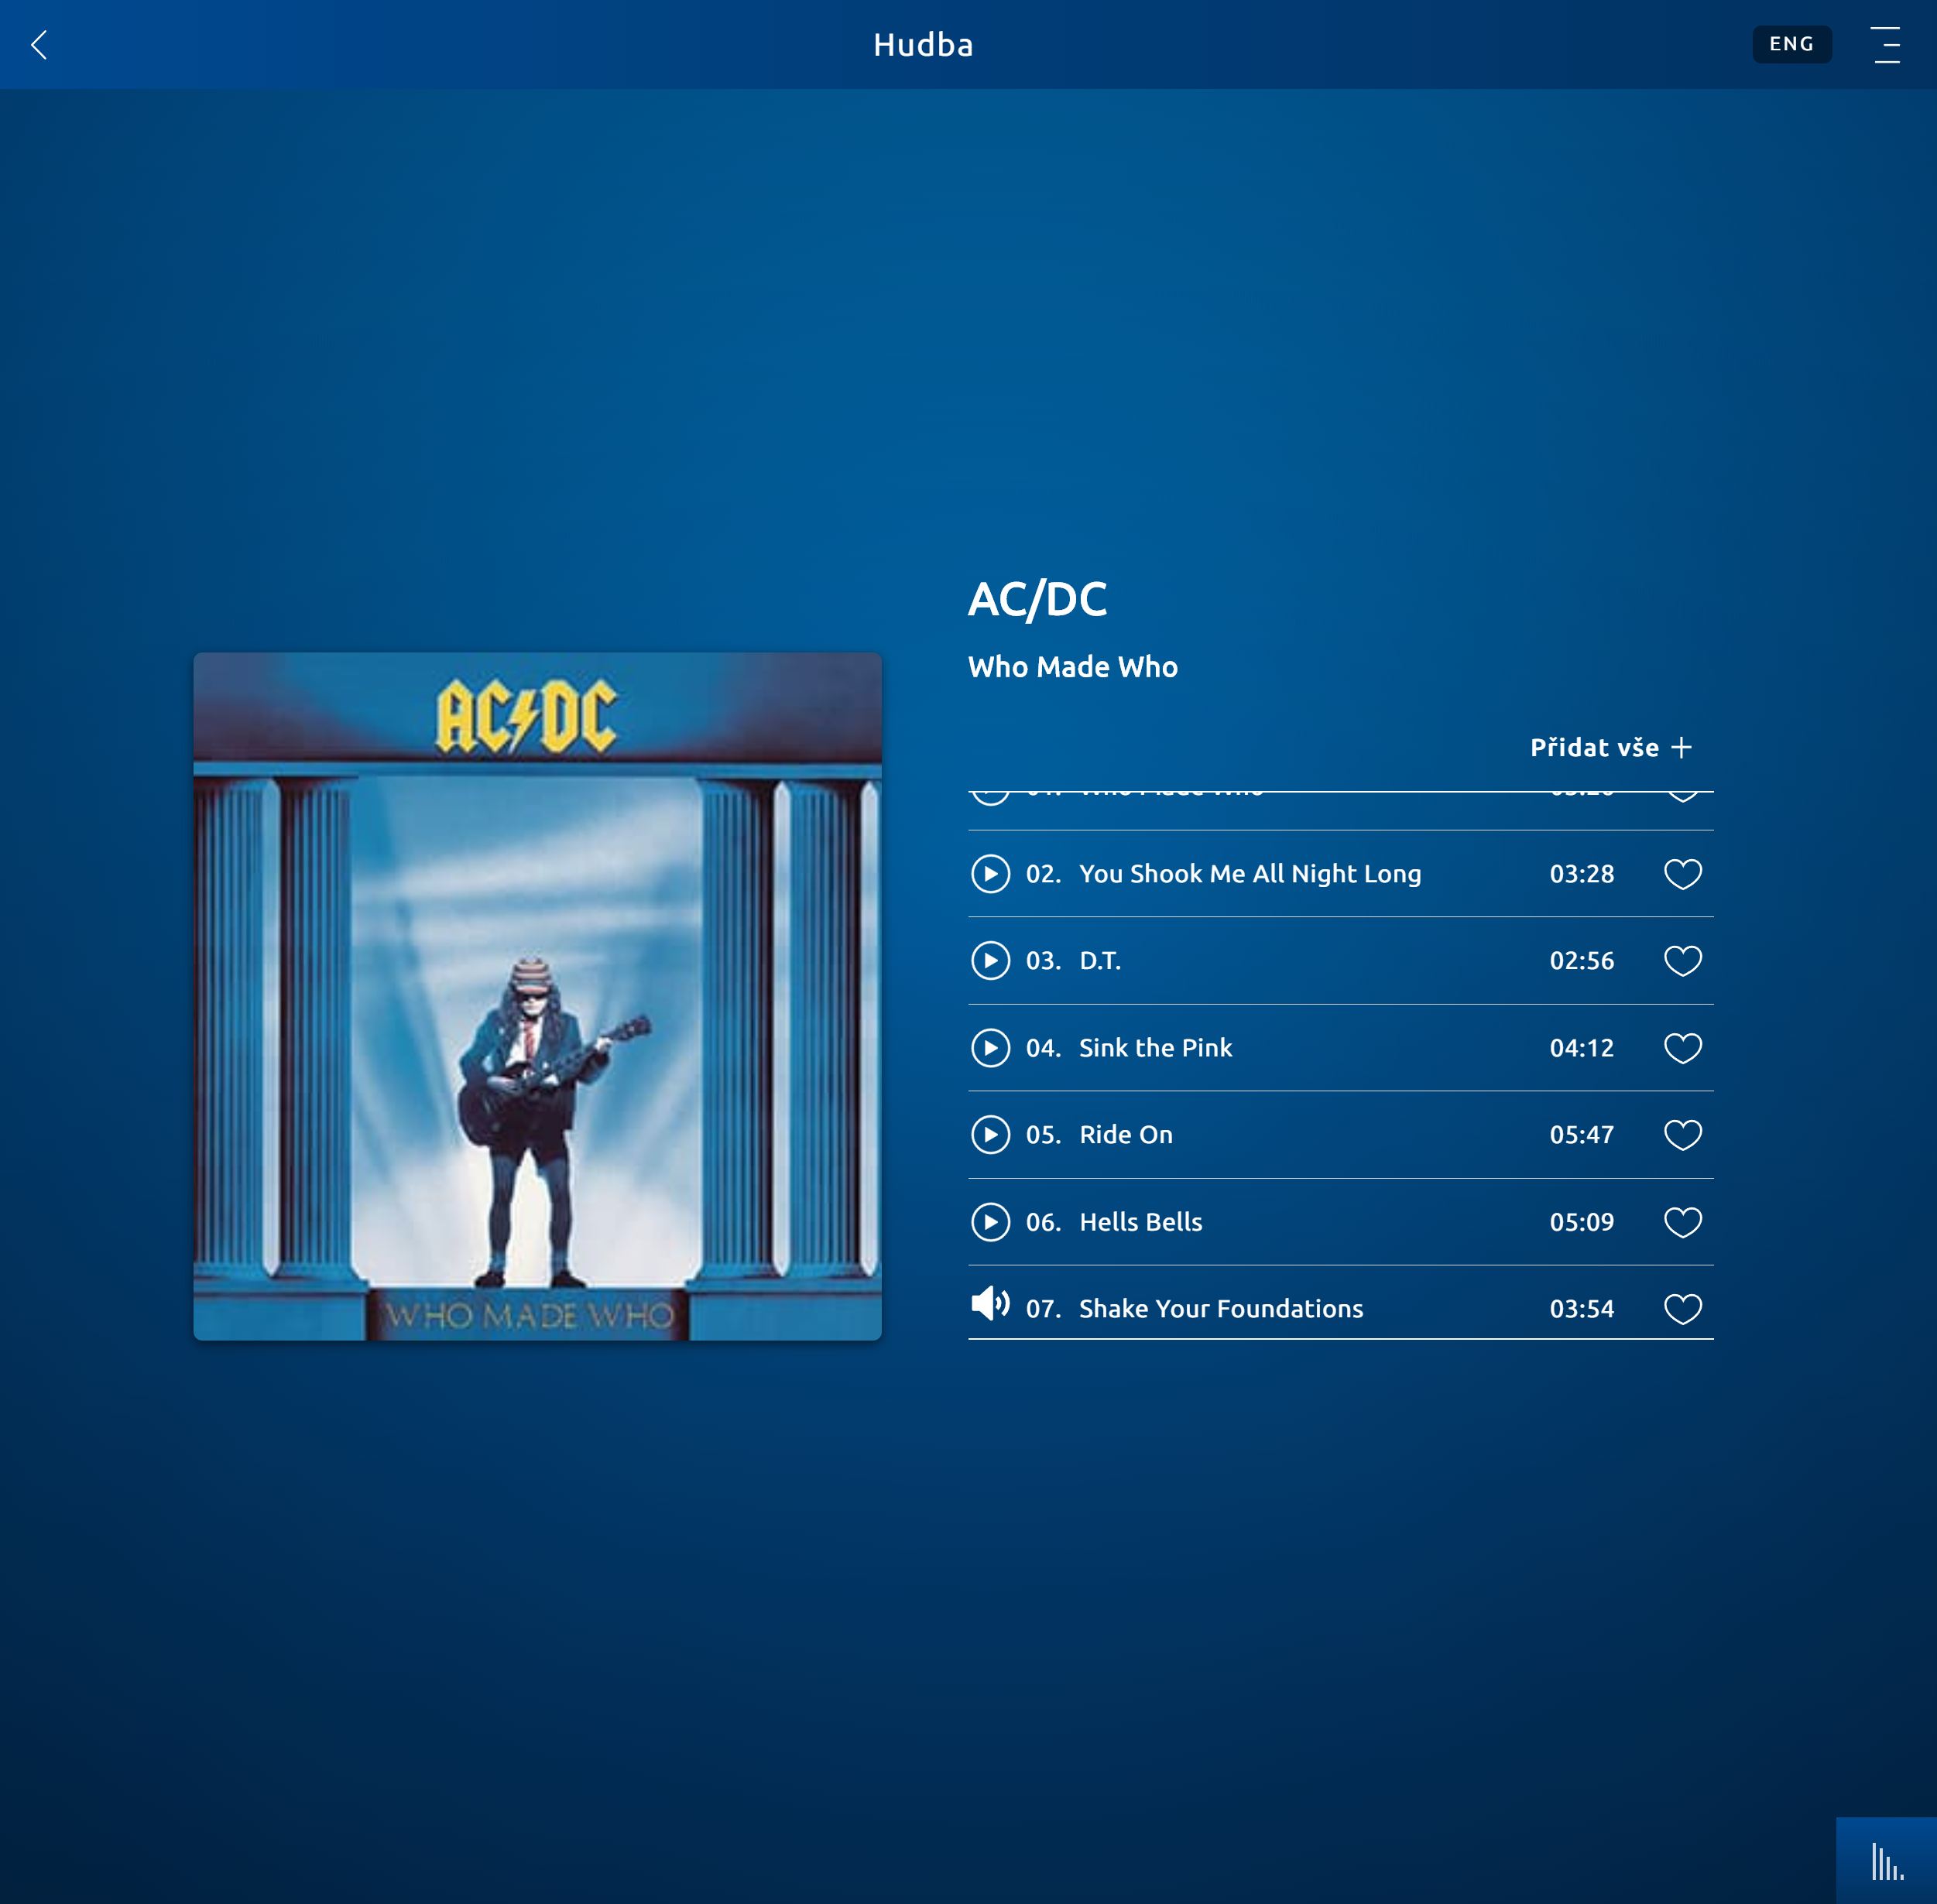 Hudba
ENG
AC/DC
Who Made Who
Přidat vše
02. You Shook Me All Night Long 03:28
03. D.T. 02:56
04. Sink the Pink 04:12
05. Ride On 05:47
06. Hells Bells 05:09
07. Shake Your Foundations 03:54
AC DC
WHO MADE WHO